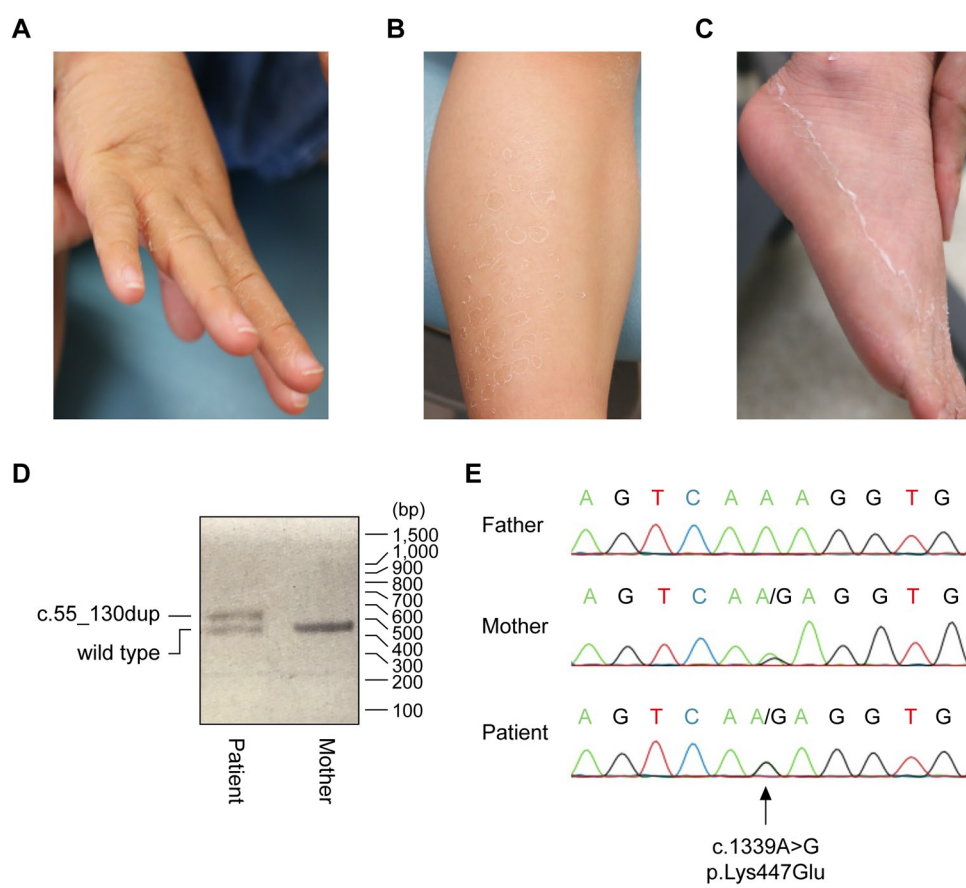 A
B
C
D
(bp)
1,500
1,000
900
800
700
600
500
400
300
200
100
c.55_130dup
wild type
Patient
Mother
E
A G T C A A A G G T G
Father
A G T C A A/G A G G T G
Mother
A G T C A A/G A G G T G
Patient
c.1339A>G
p.Lys447Glu